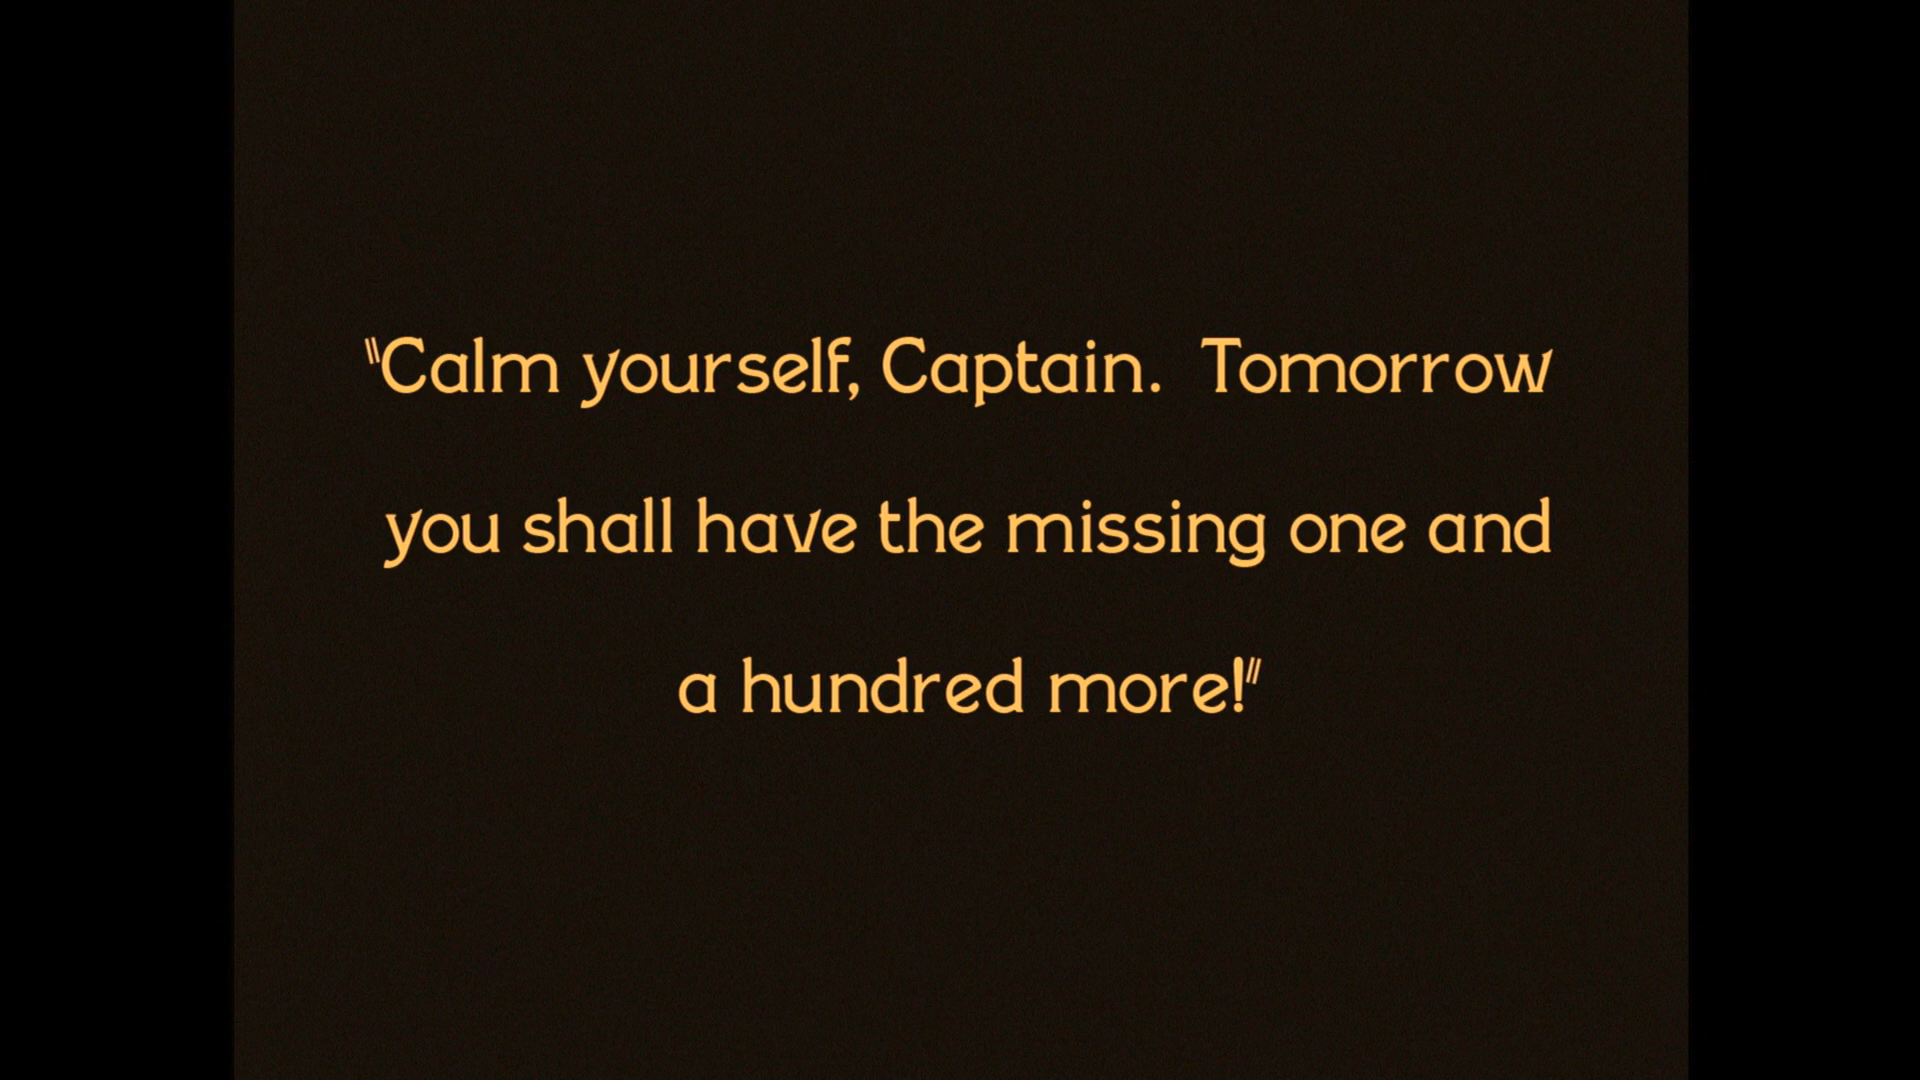 "Calm yourself, Captain.  Tomorrow
you shall have the missing one and
a hundred more!"